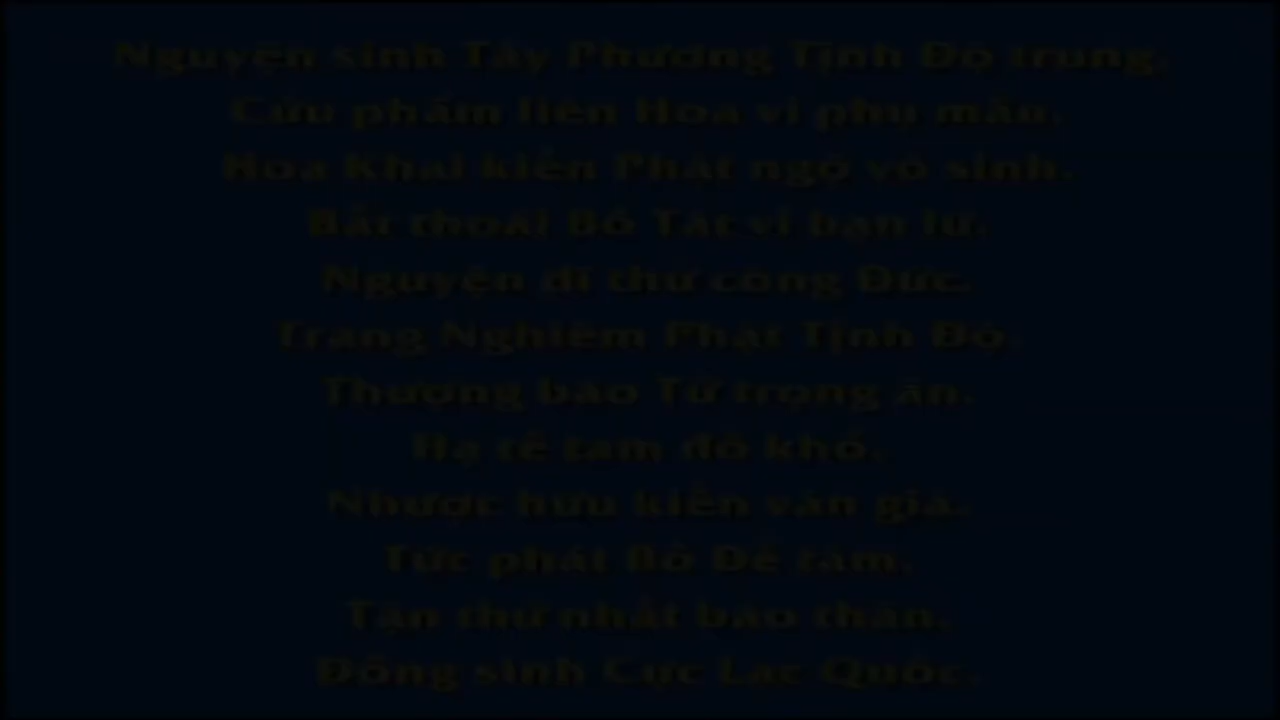 Nguyện sinh Tây Phương Tịnh Độ trung,
Cửu phẩm liên Hoa vi phụ mẫu,
Hoa Khai kiến Phật ngộ vô sinh,
Bất thoái Bồ Tát vi bạn lữ.
Nguyện dĩ thử công Đức,
Trang Nghiêm Phật Tịnh Độ,
Thượng báo Tứ trọng ân,
Hạ tế tam đồ khổ,
Nhược hữu kiến văn giả,
Tức phát Bồ Đề tâm,
Tận thử nhất báo thân,
Đồng sinh Cực Lạc Quốc.